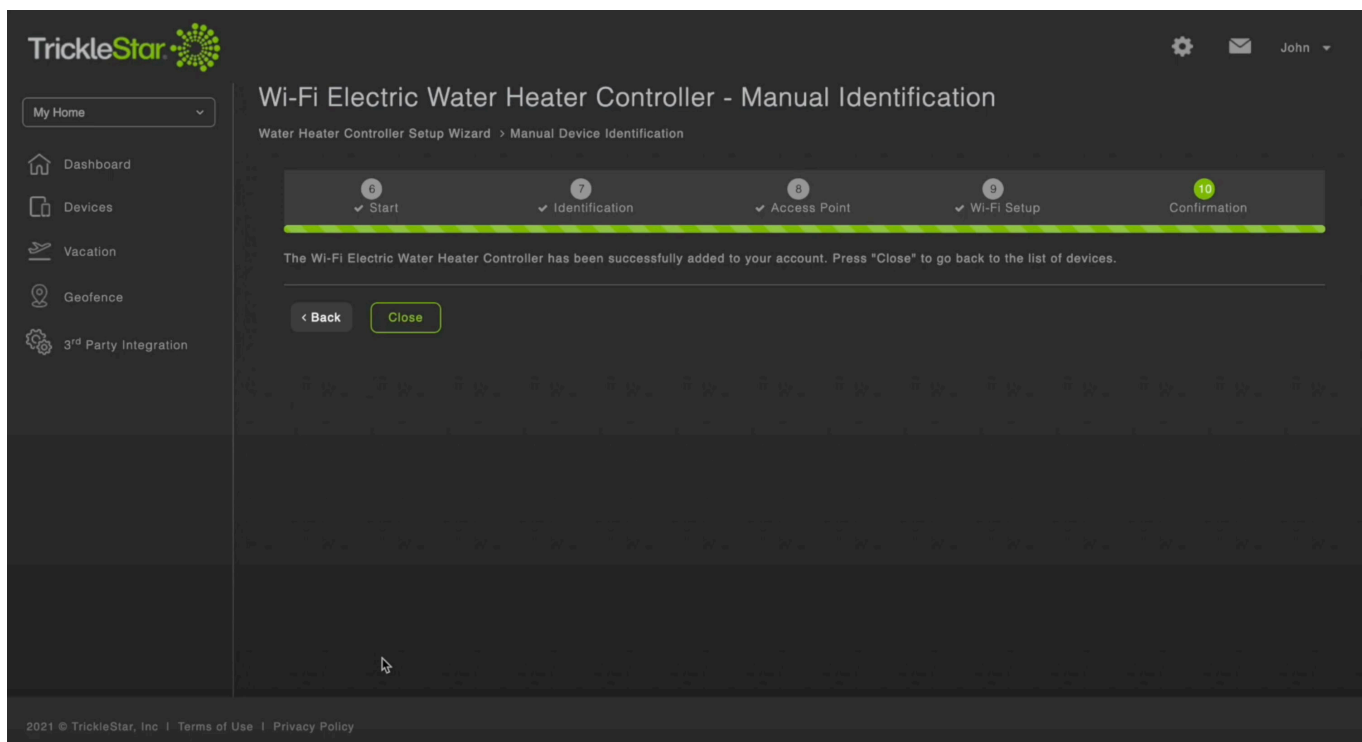 TrickleStar
John
My Home
Dashboard
Devices
Vacation
Geofence
3rd Party Integration
Wi-Fi Electric Water Heater Controller - Manual Identification
Water Heater Controller Setup Wizard > Manual Device Identification
6
✓ Start
7
✓ Identification
8
✓ Access Point
9
✓ Wi-Fi Setup
10
Confirmation
The Wi-Fi Electric Water Heater Controller has been successfully added to your account. Press "Close" to go back to the list of devices.
< Back
Close
2021 © TrickleStar, Inc | Terms of Use | Privacy Policy